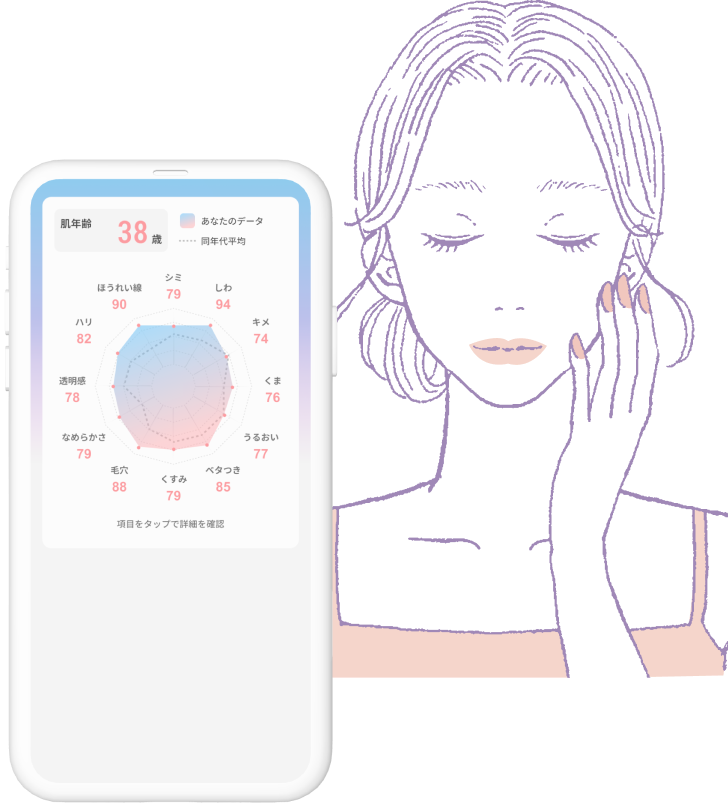 肌年齢 38 歳
あなたのデータ
同年代平均
シミ
79
しわ
94
キメ
74
くま
76
うるおい
77
ベタつき
85
くすみ
79
毛穴
88
なめらかさ
79
透明感
78
ハリ
82
ほうれい線
90
項目をタップで詳細を確認